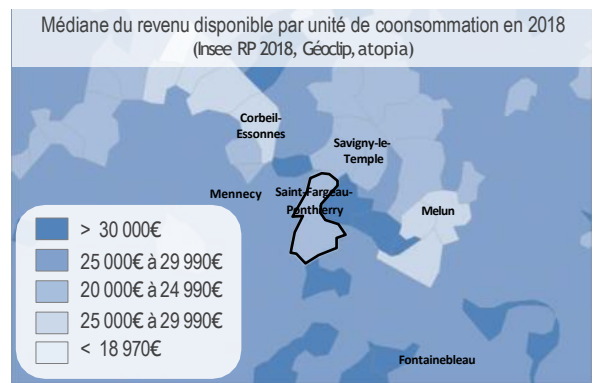 Médiane du revenu disponible par unité de coonsommation en 2018
(Insee RP 2018, Géoclip, atopia)
Corbeil-
Essonnes
Savigny-le-
Temple
Mennecy
Saint-Fargeau-
Ponthierry
Melun
> 30 000€
25 000€ à 29 990€
20 000€ à 24 990€
25 000€ à 29 990€
< 18 970€
Fontainebleau